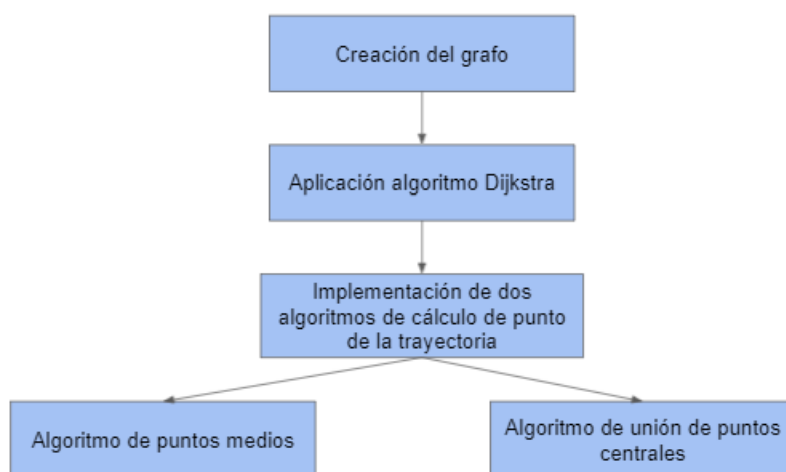 Creación del grafo
Aplicación algoritmo Dijkstra
Implementación de dos
algoritmos de cálculo de punto
de la trayectoria
Algoritmo de puntos medios
Algoritmo de unión de puntos
centrales